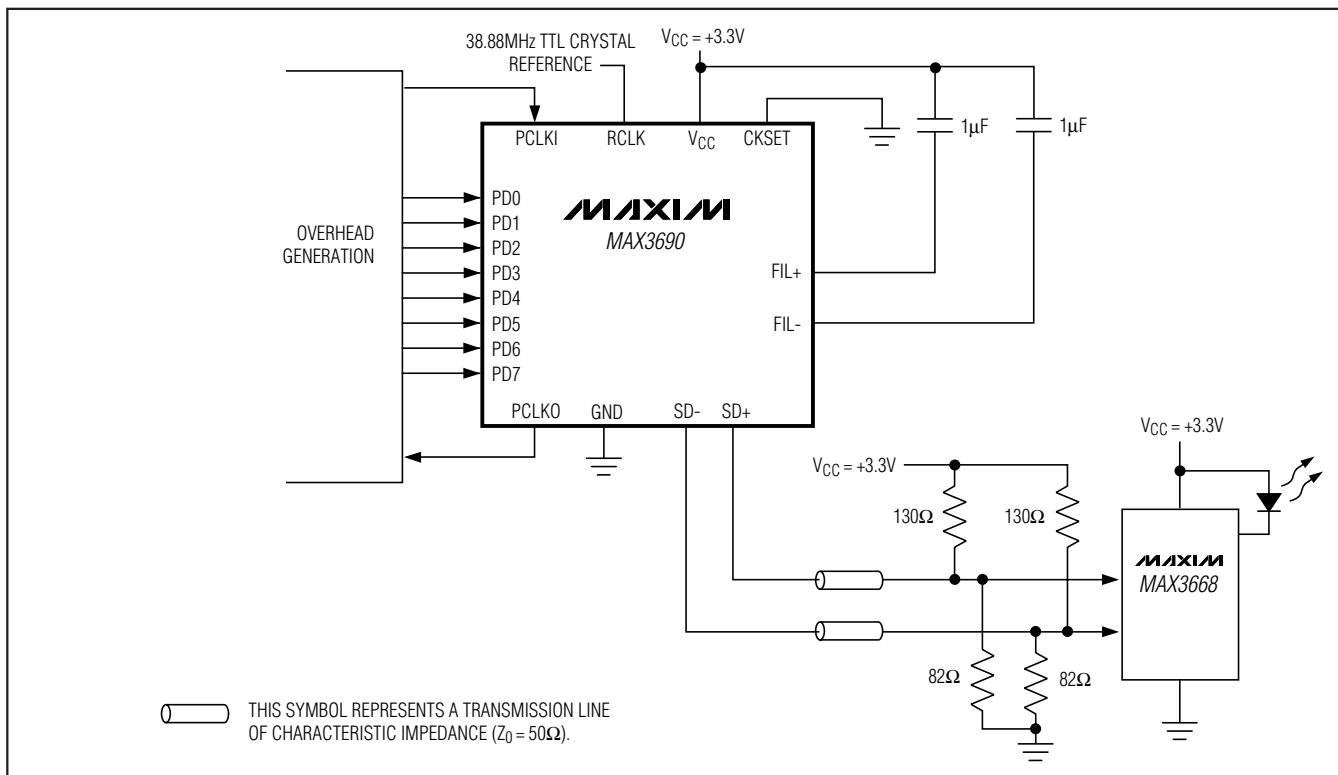 38.88MHz TTL CRYSTAL
REFERENCE
VCC = +3.3V
PCLKI
RCLK
VCC
CKSET
1µF
1µF
OVERHEAD
GENERATION
PD0
PD1
PD2
PD3
PD4
PD5
PD6
PD7
MAXIM
MAX3690
FIL+
FIL-
PCLKO
GND
SD-
SD+
VCC = +3.3V
VCC = +3.3V
130Ω
130Ω
MAXIM
MAX3668
82Ω
82Ω
THIS SYMBOL REPRESENTS A TRANSMISSION LINE
OF CHARACTERISTIC IMPEDANCE (Z0 = 50Ω).